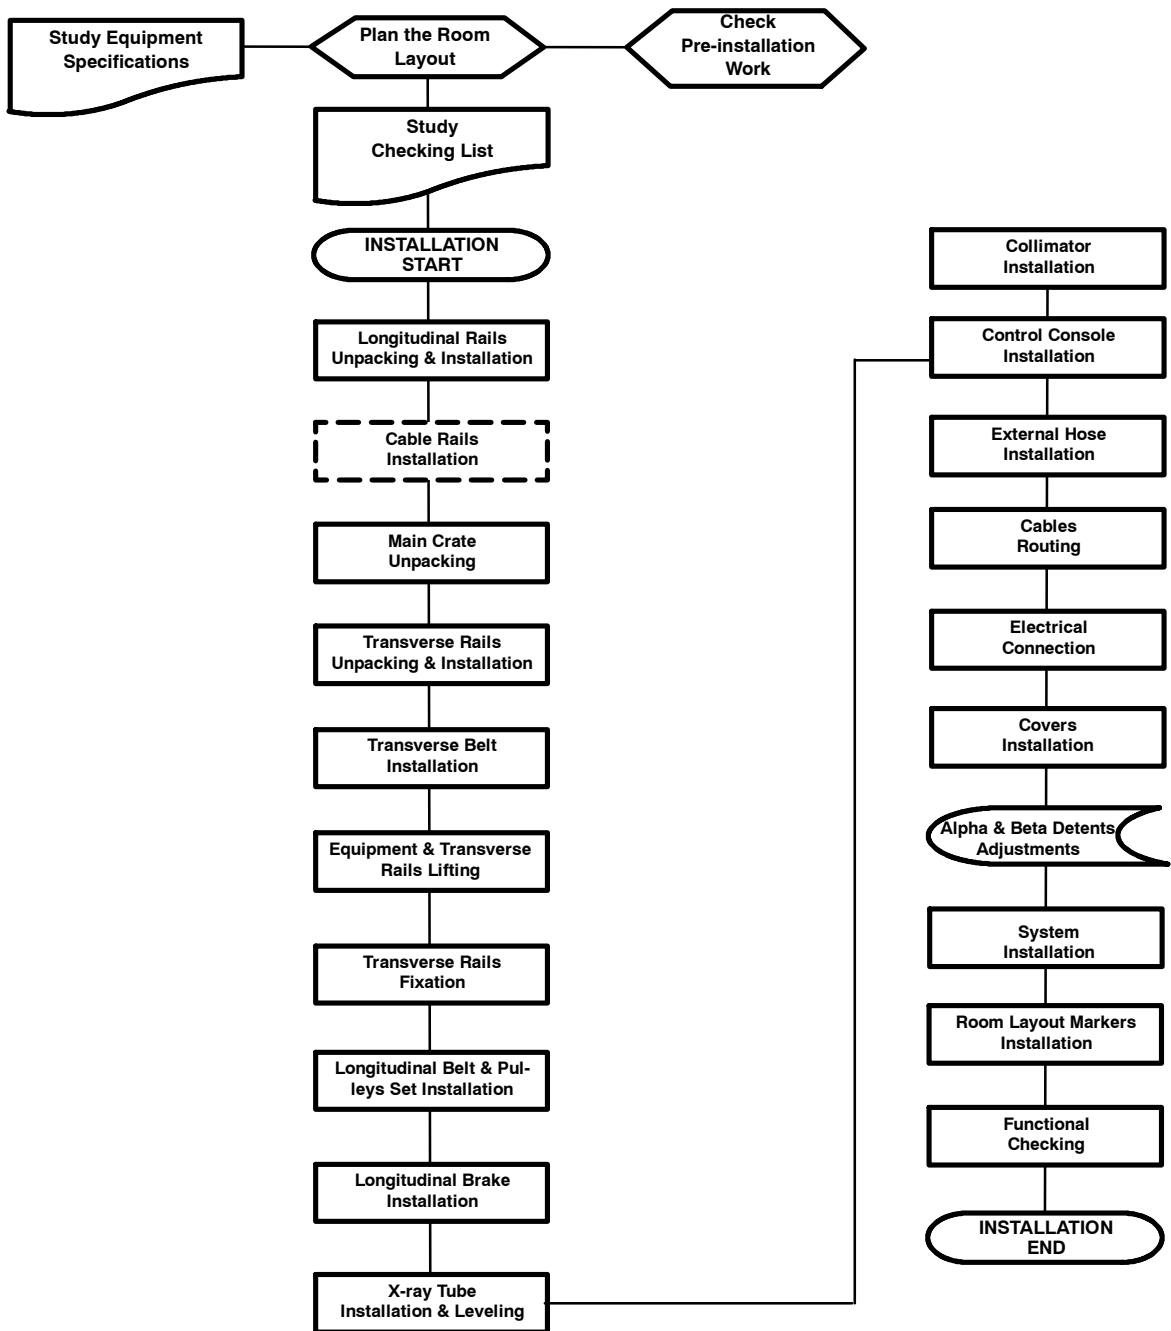 Study Equipment
Specifications
Plan the Room
Layout
Check
Pre-installation
Work
Study
Checking List
INSTALLATION
START
Longitudinal Rails
Unpacking & Installation
Cable Rails
Installation
Main Crate
Unpacking
Transverse Rails
Unpacking & Installation
Transverse Belt
Installation
Equipment & Transverse
Rails Lifting
Transverse Rails
Fixation
Longitudinal Belt & Pul-
leys Set Installation
Longitudinal Brake
Installation
X-ray Tube
Installation & Leveling
Collimator
Installation
Control Console
Installation
External Hose
Installation
Cables
Routing
Electrical
Connection
Covers
Installation
Alpha & Beta Detents
Adjustments
System
Installation
Room Layout Markers
Installation
Functional
Checking
INSTALLATION
END